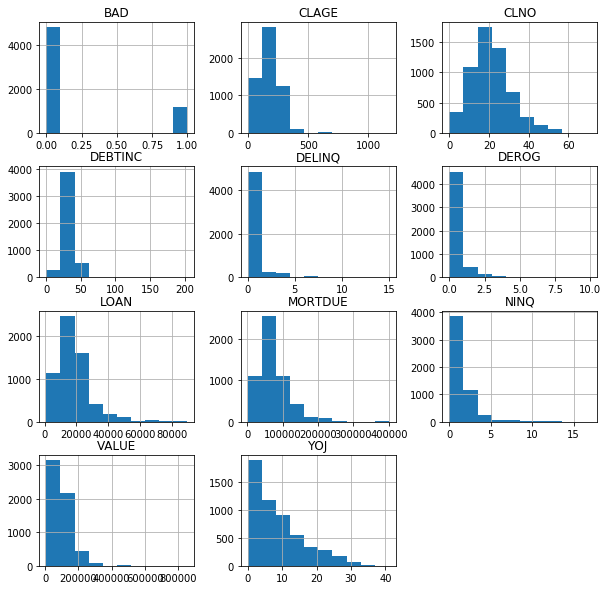 BAD CLAGE CLNO
4000
2000
0
0.00 0.25 0.50 0.75 1.00
2000
1000
0
0 500 1000
1500
1000
500
0
0 20 40 60
DEBTINC DELINQ DEROG
4000
3000
2000
1000
0
0 50 100 150 200
4000
2000
0
0 5 10 15
4000
3000
2000
1000
0
0.0 2.5 5.0 7.5 10.0
LOAN MORTDUE NINQ
2000
1000
0
0 20000 40000 60000 80000
2000
1000
0
0 100000 200000 300000 400000
4000
3000
2000
1000
0
0 5 10 15
VALUE YOJ
3000
2000
1000
0
0 200000 400000 600000 800000
1500
1000
500
0
0 10 20 30 40